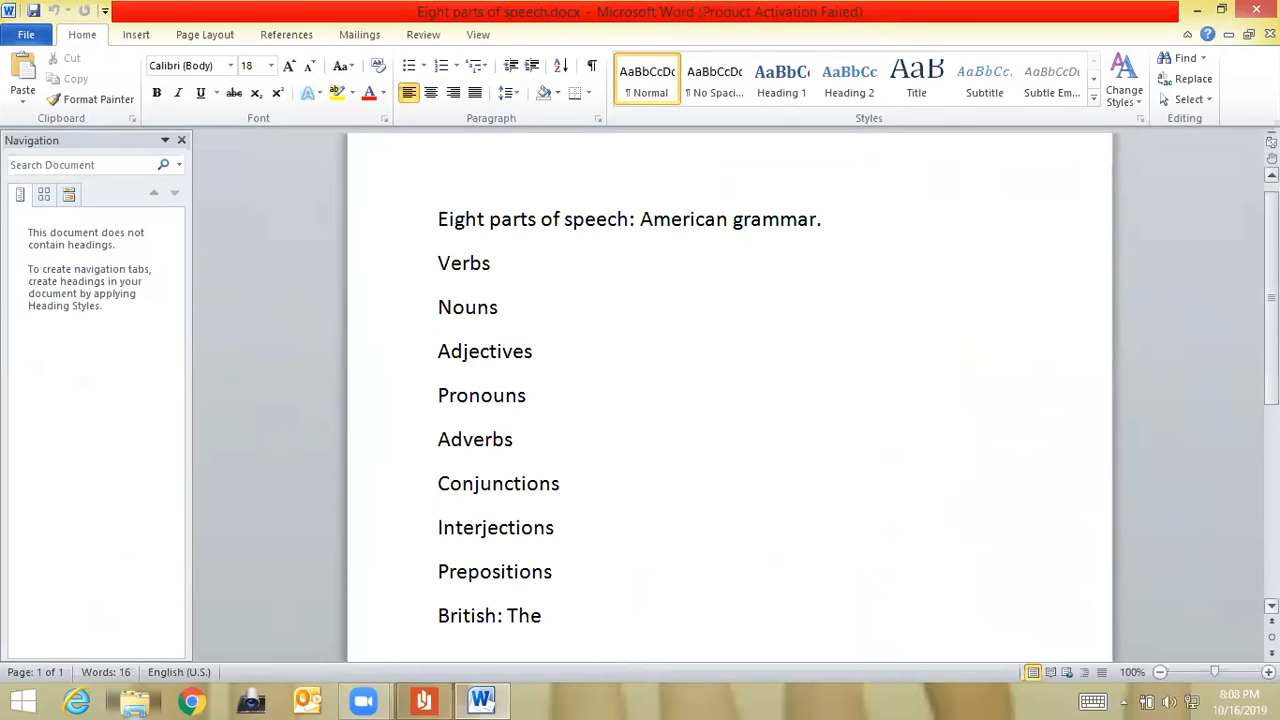 Eight parts of speech.docx - Microsoft Word (Product Activation Failed)
File Home Insert Page Layout References Mailings Review View
Paste
Cut
Copy
Format Painter
Clipboard
Calibri (Body) 18
Font
Paragraph
AaBbCcDc AaBbCcDc AaBbC AaBbCc AaB AaBbCc. AaBbCcDc
¶ Normal ¶ No Spaci... Heading 1 Heading 2 Title Subtitle Subtle Em...
Change Styles
Styles
Find
Replace
Select
Editing
Navigation
Search Document
This document does not
contain headings.
To create navigation tabs,
create headings in your
document by applying
Heading Styles.
Eight parts of speech: American grammar.
Verbs
Nouns
Adjectives
Pronouns
Adverbs
Conjunctions
Interjections
Prepositions
British: The
Page: 1 of 1 Words: 16 English (U.S.) 100%
8:03 PM
10/16/2019